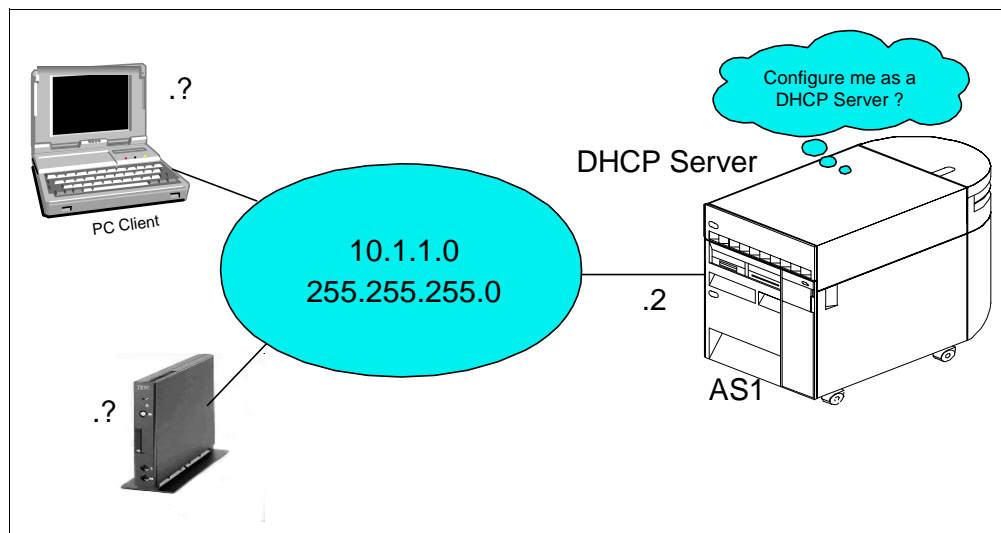 Configure me as a
DHCP Server ?
.?
DHCP Server
PC Client
10.1.1.0
255.255.255.0
.2
AS1
.?
IBM